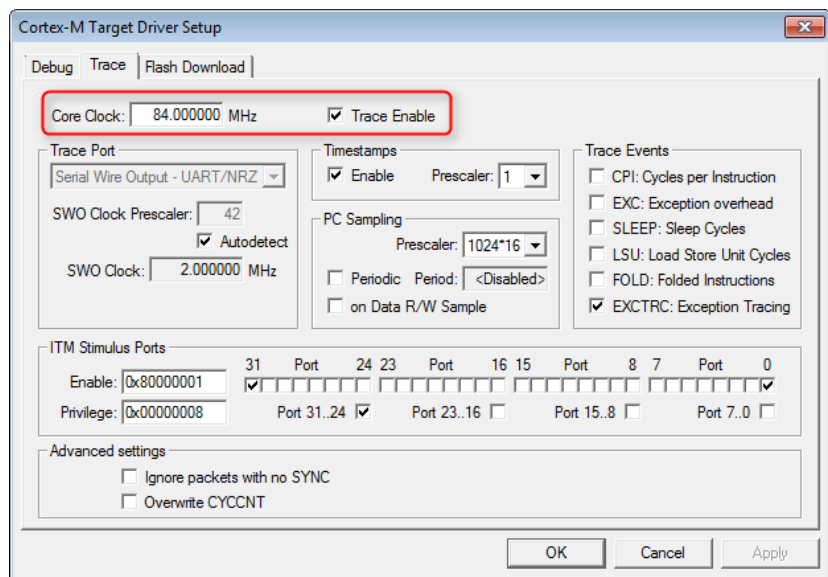 Cortex-M Target Driver Setup
Debug Trace Flash Download
Core Clock: 84.000000 MHz Trace Enable
Trace Port
Serial Wire Output - UART/NRZ
SWO Clock Prescaler: 42
Autodetect
SWO Clock: 2.000000 MHz
Timestamps
Enable Prescaler: 1
PC Sampling
Prescaler: 1024*16
Periodic Period: <Disabled>
on Data R/W Sample
Trace Events
CPI: Cycles per Instruction
EXC: Exception overhead
SLEEP: Sleep Cycles
LSU: Load Store Unit Cycles
FOLD: Folded Instructions
EXCTRC: Exception Tracing
ITM Stimulus Ports
31 Port 24 23 Port 16 15 Port 8 7 Port 0
Enable: 0x80000001
Privilege: 0x00000008 Port 31..24 Port 23..16 Port 15..8 Port 7..0
Advanced settings
Ignore packets with no SYNC
Overwrite CYCCNT
OK Cancel Apply